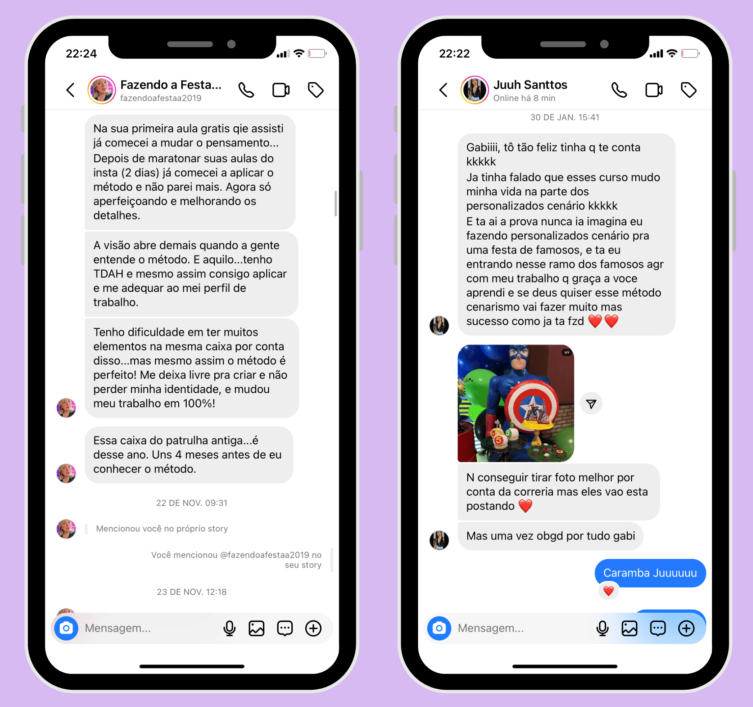 22:24
Fazendo a Festa...
fazendoafestaa2019
Na sua primeira aula gratis qie assisti
já comecei a mudar o pensamento...
Depois de maratonar suas aulas do
insta (2 dias) já comecei a aplicar o
método e não parei mais. Agora só
aperfeiçoando e melhorando os
detalhes.
A visão abre demais quando a gente
entende o método. E aquilo...tenho
TDAH e mesmo assim consigo aplicar
e me adequar ao mei perfil de
trabalho.
Tenho dificuldade em ter muitos
elementos na mesma caixa por conta
disso...mas mesmo assim o método é
perfeito! Me deixa livre pra criar e não
perder minha identidade, e mudou
meu trabalho em 100%!
Essa caixa do patrulha antiga...é
desse ano. Uns 4 meses antes de eu
conhecer o método.
22 DE NOV. 09:31
Mencionou você no próprio story
Você mencionou @fazendoafestaa2019 no
seu story
23 DE NOV. 12:18
Mensagem...
22:22
Juuh Santtos
Online há 8 min
30 DE JAN. 15:41
Gabiiii, tô tão feliz tinha q te conta
kkkkk
Ja tinha falado que esses curso mudo
minha vida na parte dos
personalizados cenário kkkkk
E ta ai a prova nunca ia imagina eu
fazendo personalizados cenário pra
uma festa de famosos, e ta eu
entrando nesse ramo dos famosos agr
com meu trabalho q graça a voce
aprendi e se deus quiser esse método
cenarismo vai fazer muito mas
sucesso como ja ta fzd ❤️❤️
N conseguir tirar foto melhor por
conta da correria mas eles vao esta
postando ❤️
Mas uma vez obgd por tudo gabi
Caramba Juuuuuu
❤️
Mensagem...